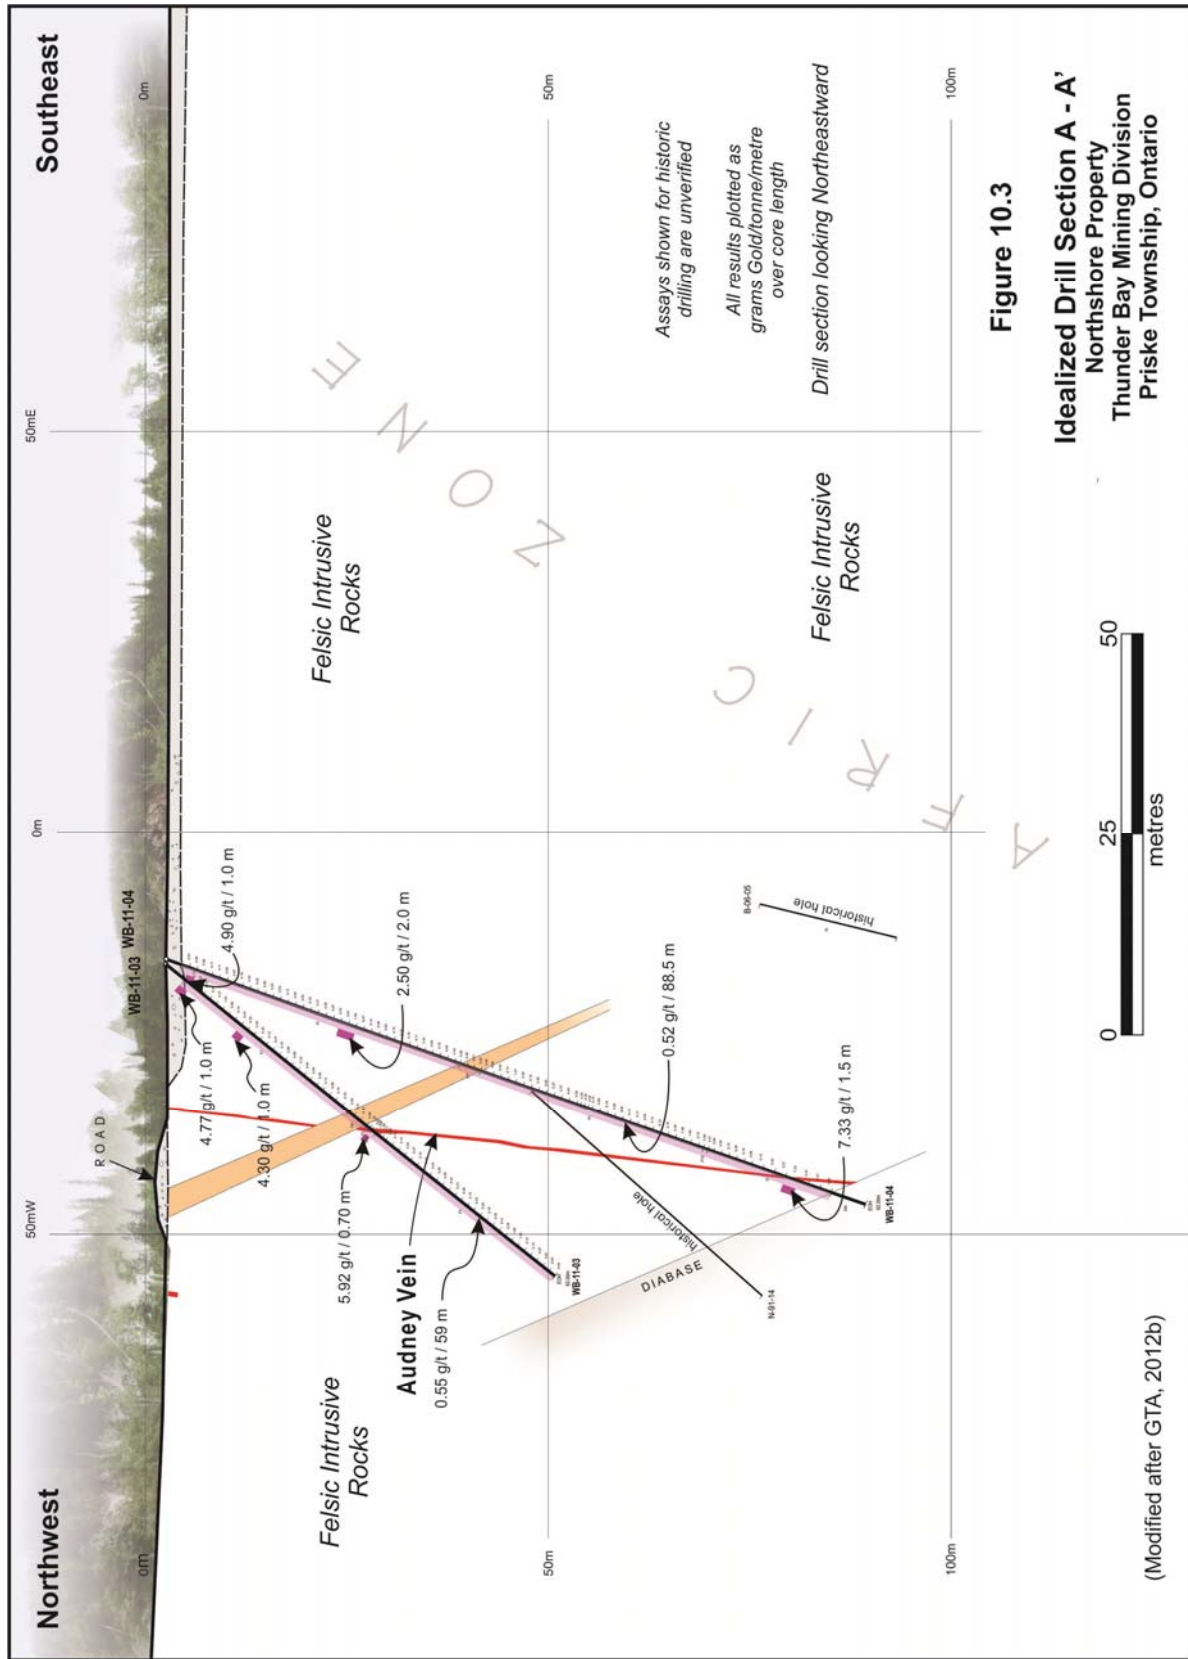 Northwest
Southeast
50mW
0m
50mE
ROAD
WB-11-03
WB-11-04
0m
0m
4.77 g/t / 1.0 m
4.90 g/t / 1.0 m
4.30 g/t / 1.0 m
5.92 g/t / 0.70 m
2.50 g/t / 2.0 m
Audney Vein
0.55 g/t / 59 m
0.52 g/t / 88.5 m
7.33 g/t / 1.5 m
Felsic Intrusive
Rocks
Felsic Intrusive
Rocks
Felsic Intrusive
Rocks
AFRIC ZONE
50m
50m
WB-11-03
DIABASE
historical hole
N-91-14
WB-11-04
B-06-05
historical hole
100m
100m
Assays shown for historic
drilling are unverified
All results plotted as
grams Gold/tonne/metre
over core length
Drill section looking Northeastward
Figure 10.3
Idealized Drill Section A - A'
Northshore Property
Thunder Bay Mining Division
Priske Township, Ontario
0
25
50
metres
(Modified after GTA, 2012b)